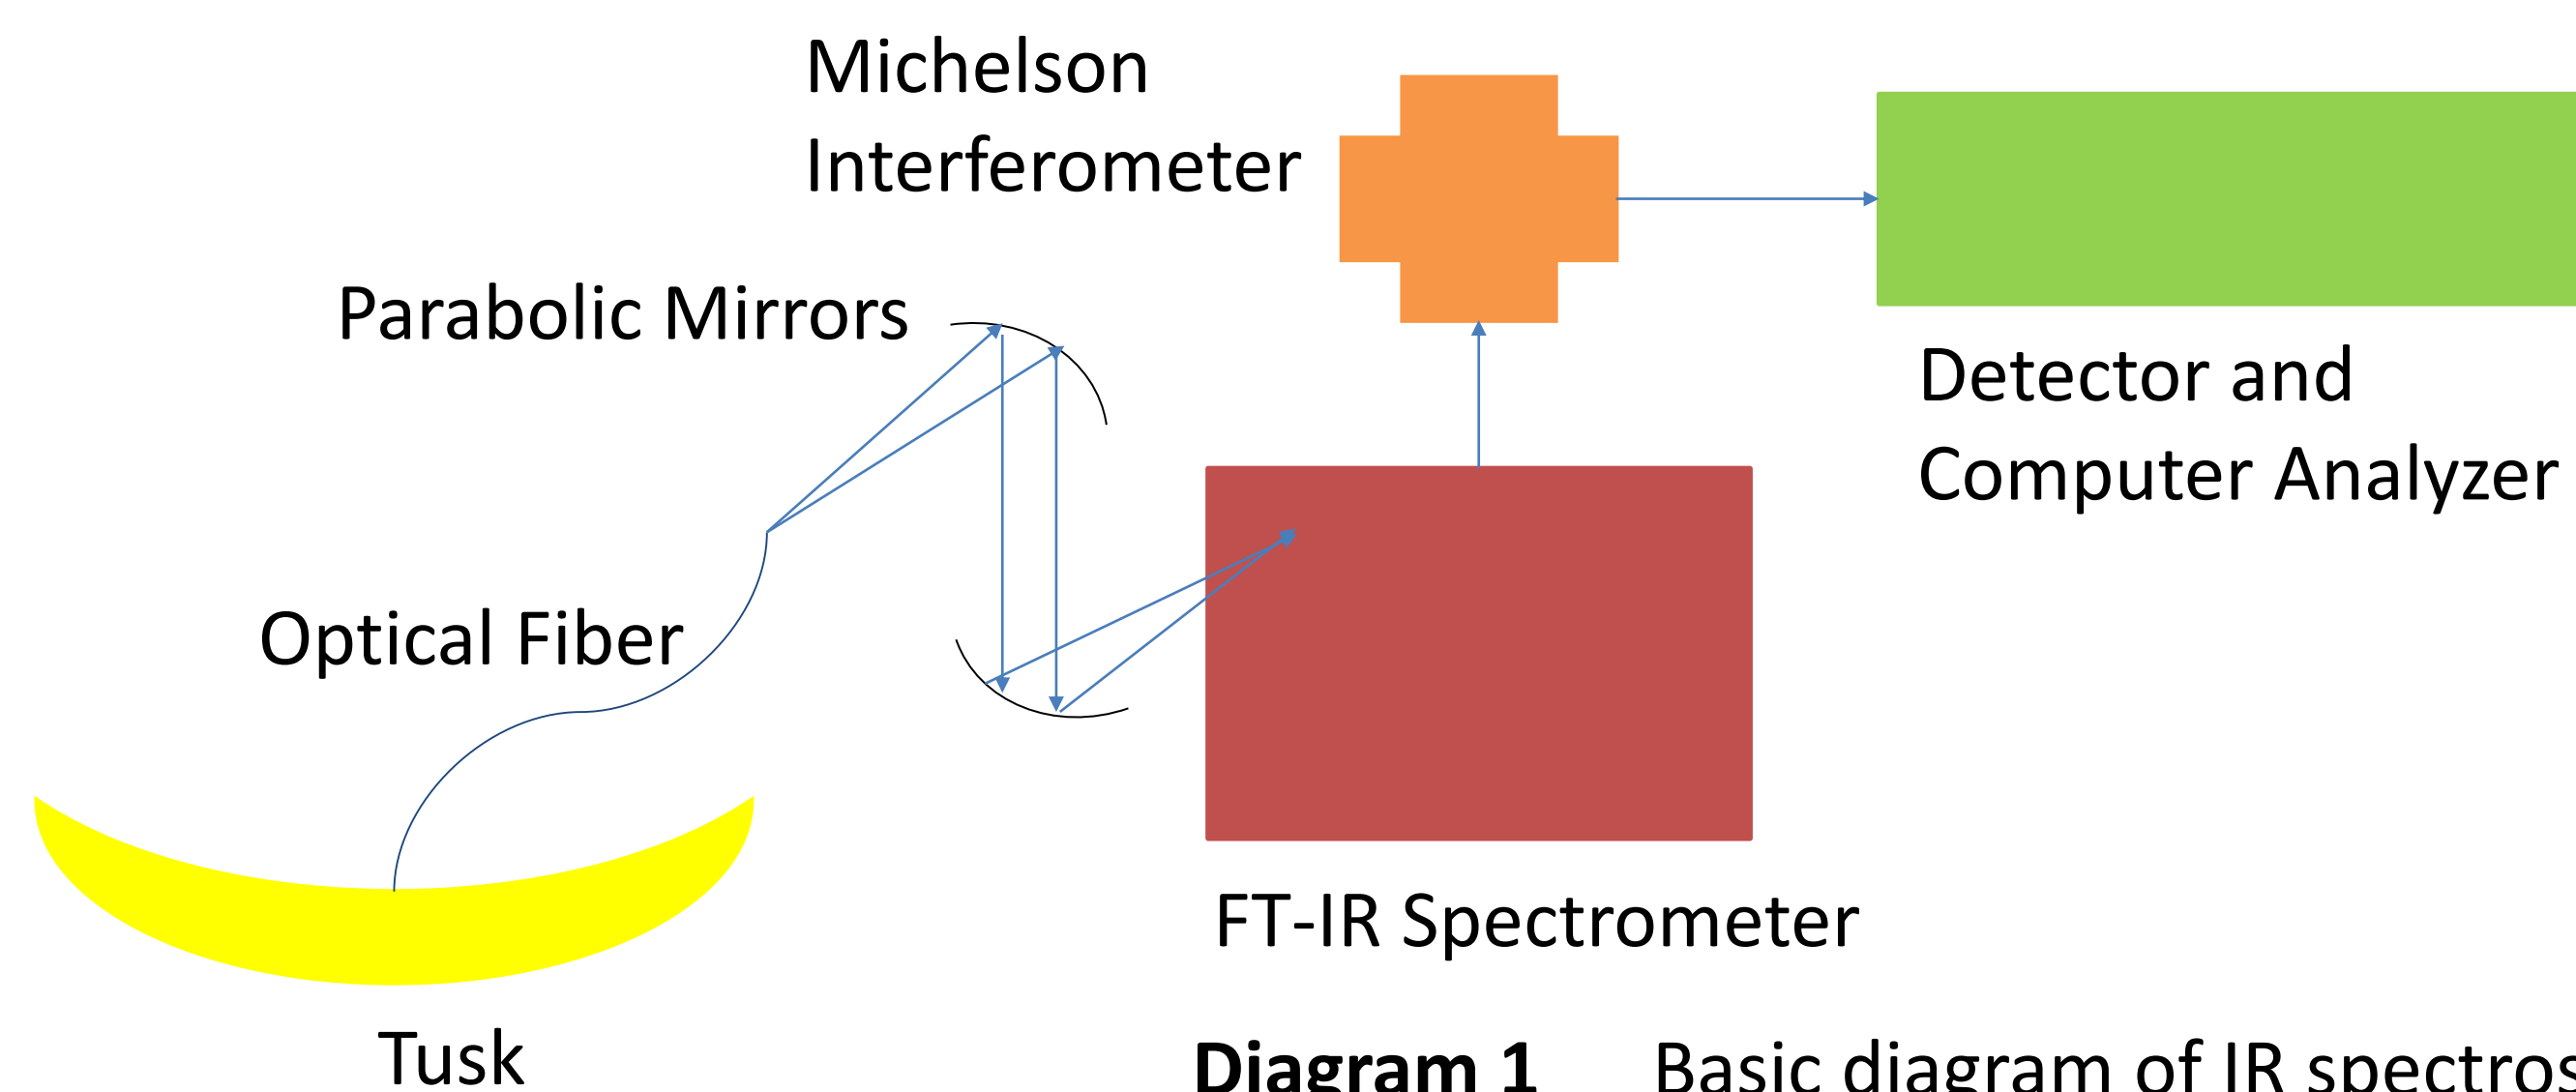 Michelson
Interferometer
Parabolic Mirrors
Detector and
Computer Analyzer
Optical Fiber
FT-IR Spectrometer
Tusk
Diagram 1 Basic diagram of IR